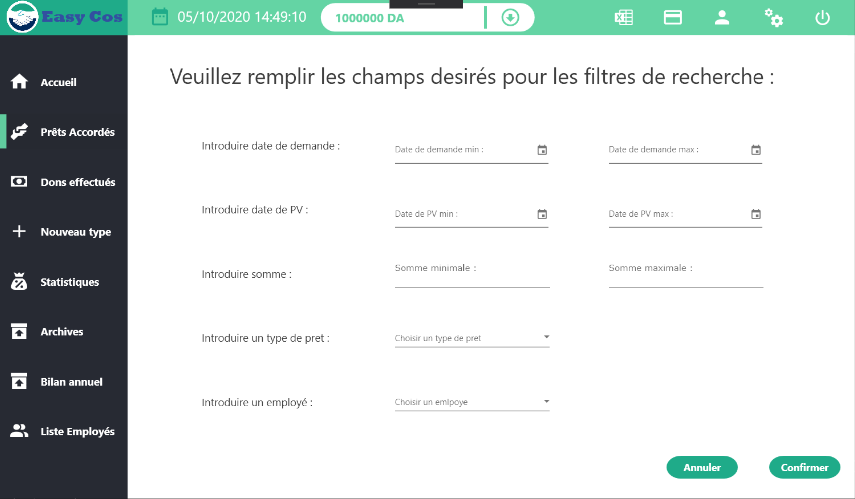 Easy Cos
05/10/2020 14:49:10
1000000 DA
Accueil
Prêts Accordés
Dons effectués
Nouveau type
Statistiques
Archives
Bilan annuel
Liste Employés
Veuillez remplir les champs desirés pour les filtres de recherche :
Introduire date de demande :
Date de demande min :
Date de demande max :
Introduire date de PV :
Date de PV min :
Date de PV max :
Introduire somme :
Somme minimale :
Somme maximale :
Introduire un type de pret :
Choisir un type de pret
Introduire un employé :
Choisir un emlpoye
Annuler
Confirmer